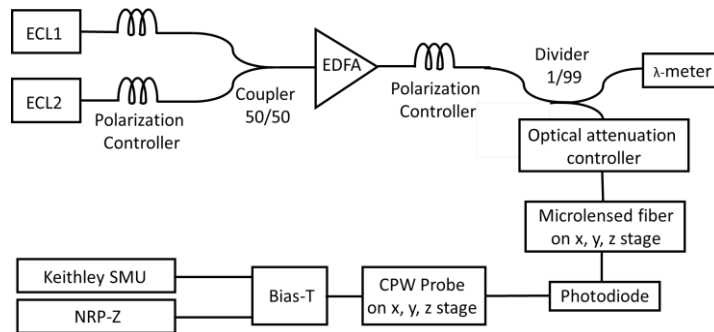 ECL1
ECL2
Polarization
Controller
Coupler
50/50
EDFA
Polarization
Controller
Divider
1/99
λ-meter
Optical attenuation
controller
Microlensed fiber
on x, y, z stage
Photodiode
CPW Probe
on x, y, z stage
Bias-T
Keithley SMU
NRP-Z